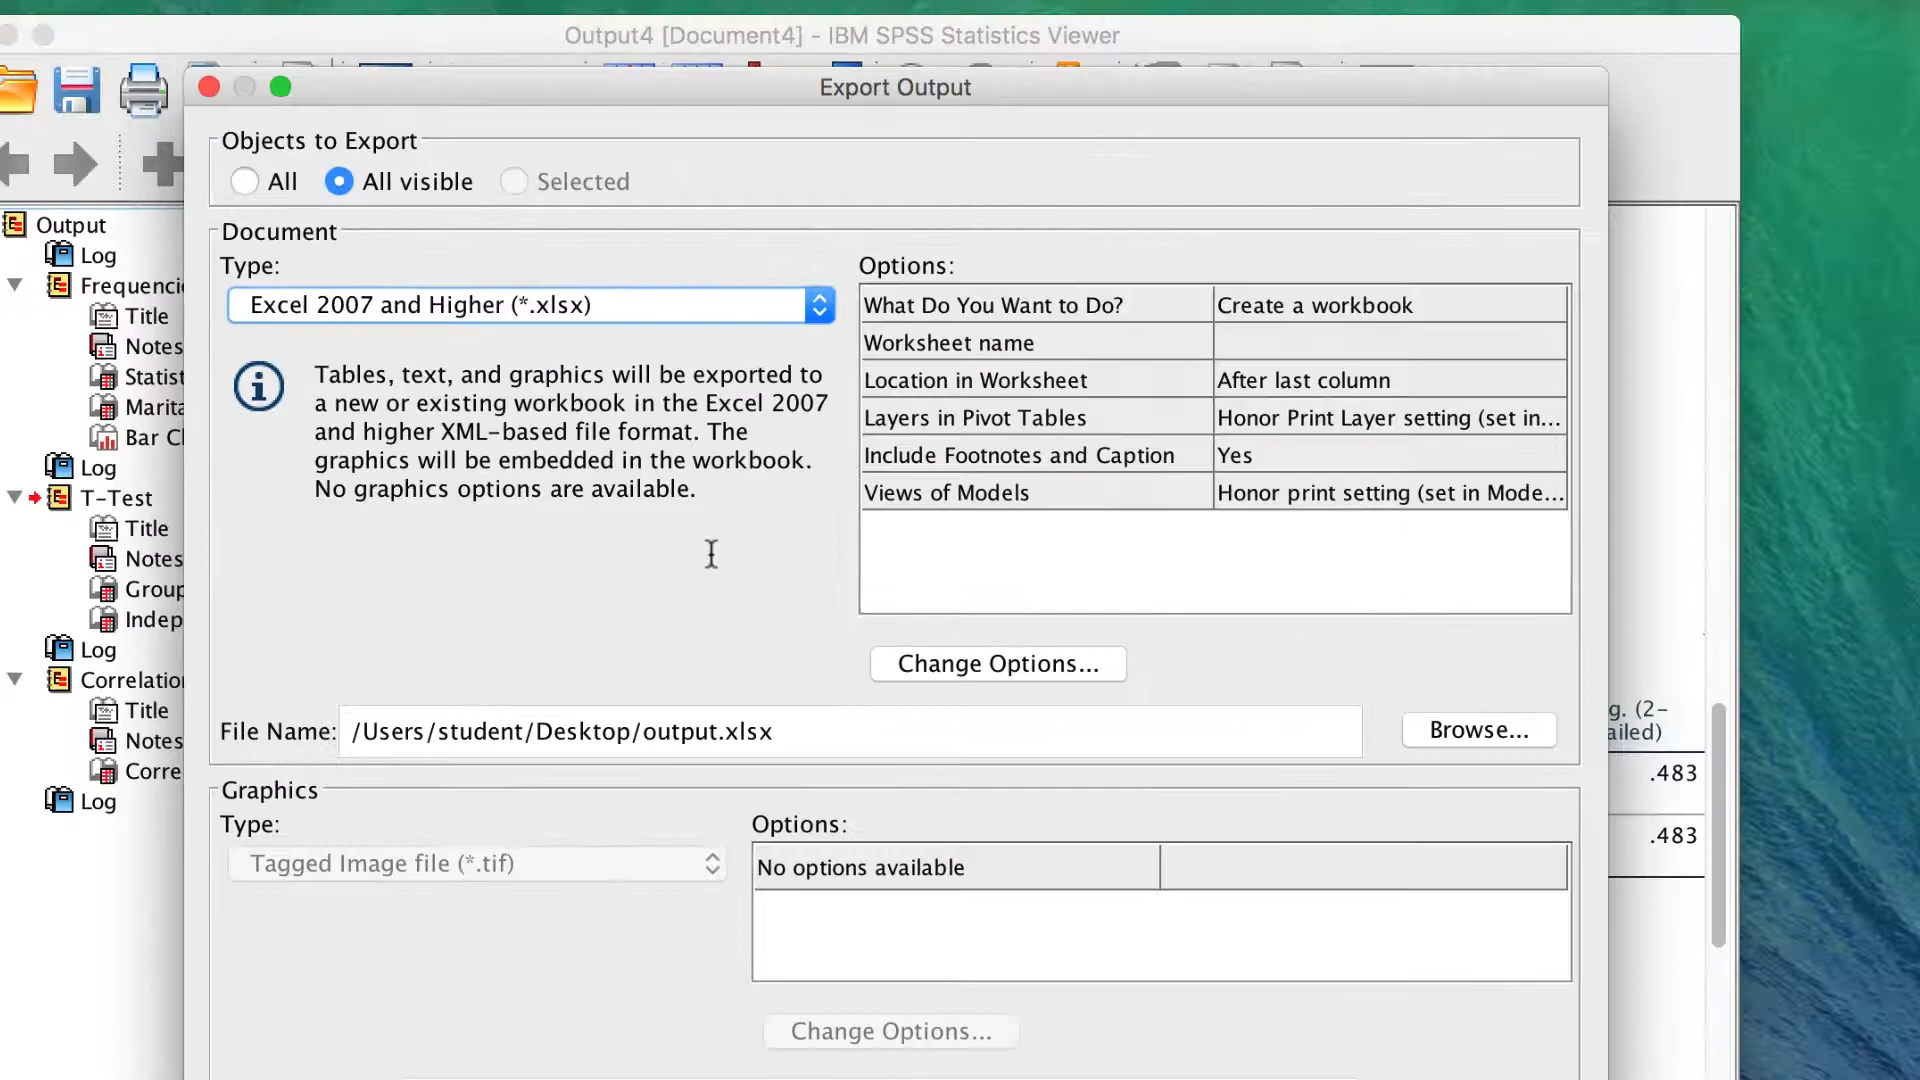 Output4 [Document4] - IBM SPSS Statistics Viewer
Export Output
Objects to Export
All
All visible
Selected
Document
Type:
Excel 2007 and Higher (*.xlsx)
Tables, text, and graphics will be exported to
a new or existing workbook in the Excel 2007
and higher XML-based file format. The
graphics will be embedded in the workbook.
No graphics options are available.
Options:
What Do You Want to Do? Create a workbook
Worksheet name
Location in Worksheet After last column
Layers in Pivot Tables Honor Print Layer setting (set in...
Include Footnotes and Caption Yes
Views of Models Honor print setting (set in Mode...
Change Options...
File Name: /Users/student/Desktop/output.xlsx
Browse...
Graphics
Type:
Tagged Image file (*.tif)
Options:
No options available
Change Options...
Output
Log
Frequenci
Title
Notes
Statist
Marita
Bar Cl
Log
T-Test
Title
Notes
Group
Indep
Log
Correlatio
Title
Notes
Corre
Log
g. (2-
ailed)
.483
.483